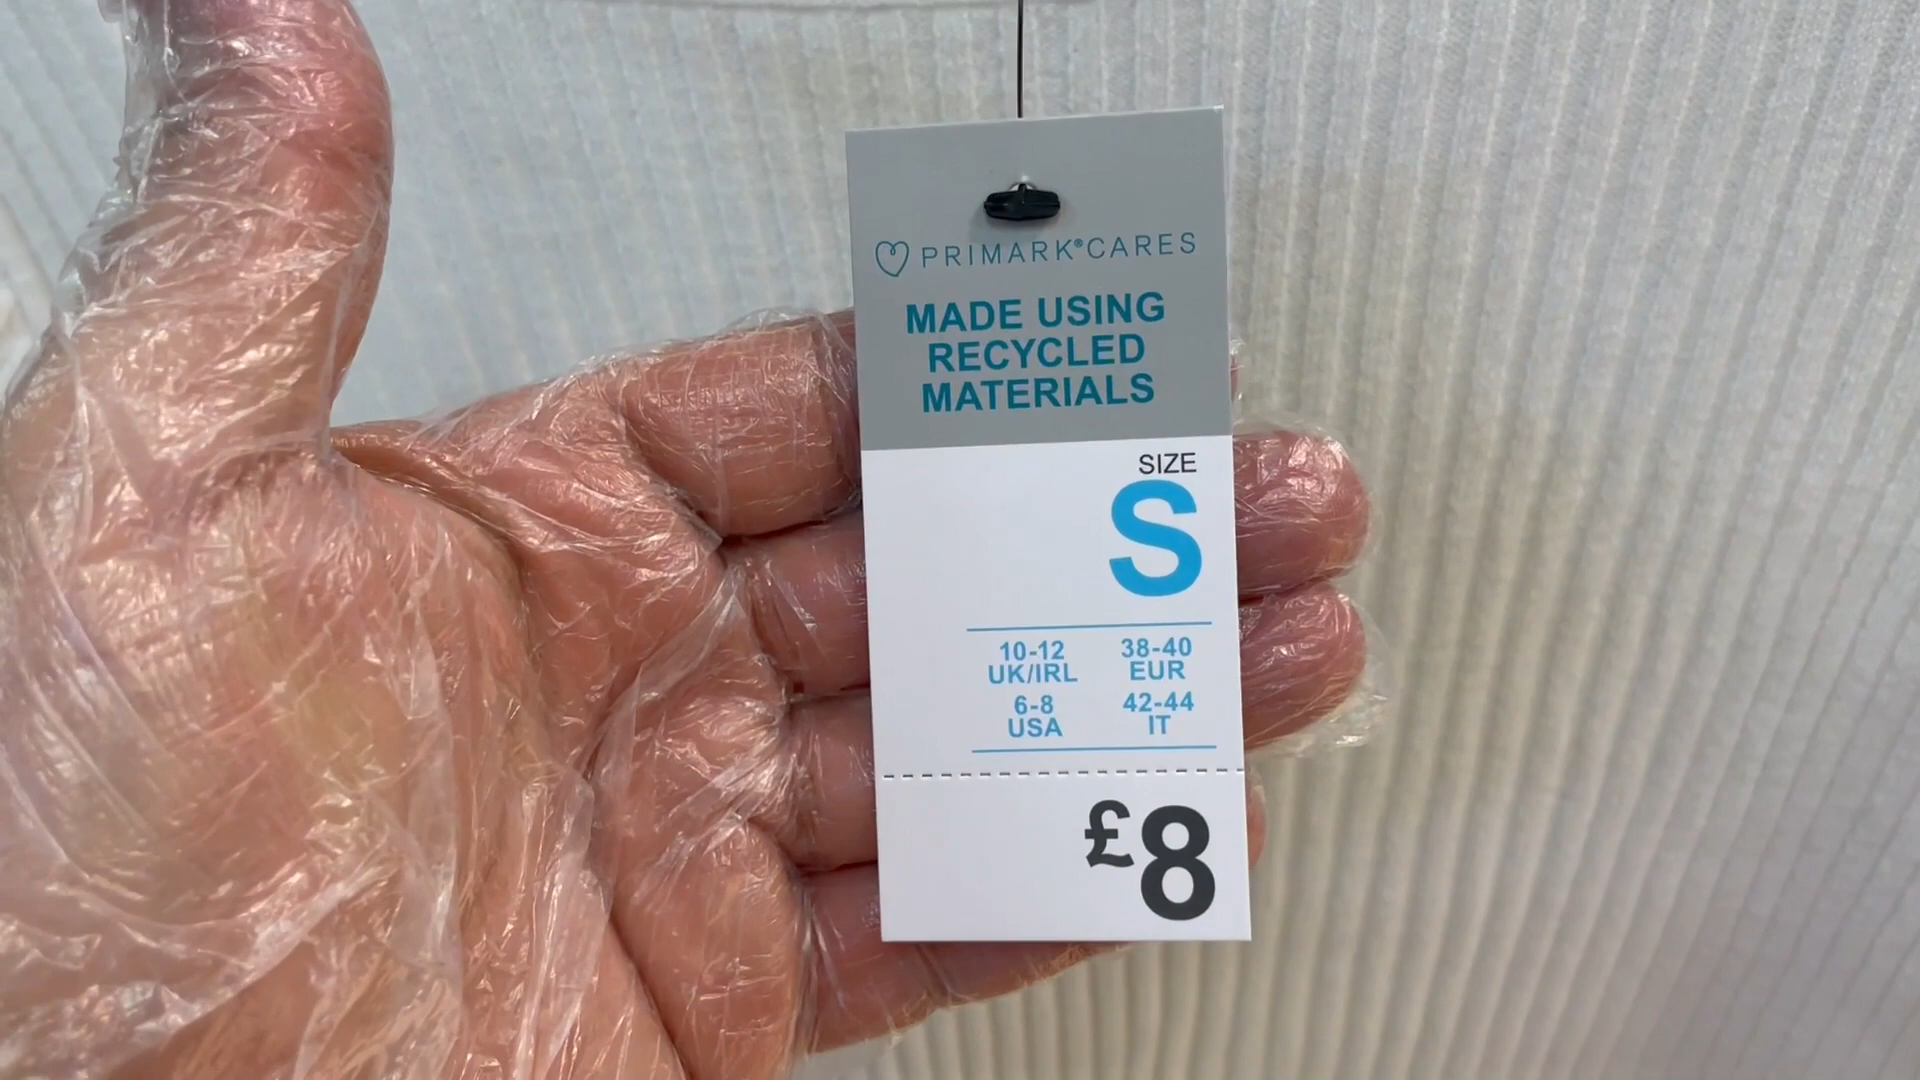 PRIMARK®CARES
MADE USING
RECYCLED
MATERIALS
SIZE
S
10-12 38-40
UK/IRL EUR
6-8 42-44
USA IT
£8